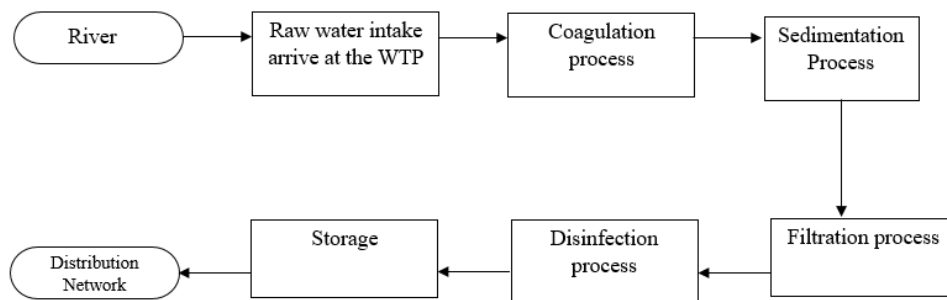 River
Raw water intake
arrive at the WTP
Coagulation
process
Sedimentation
Process
Filtration process
Disinfection
process
Storage
Distribution
Network